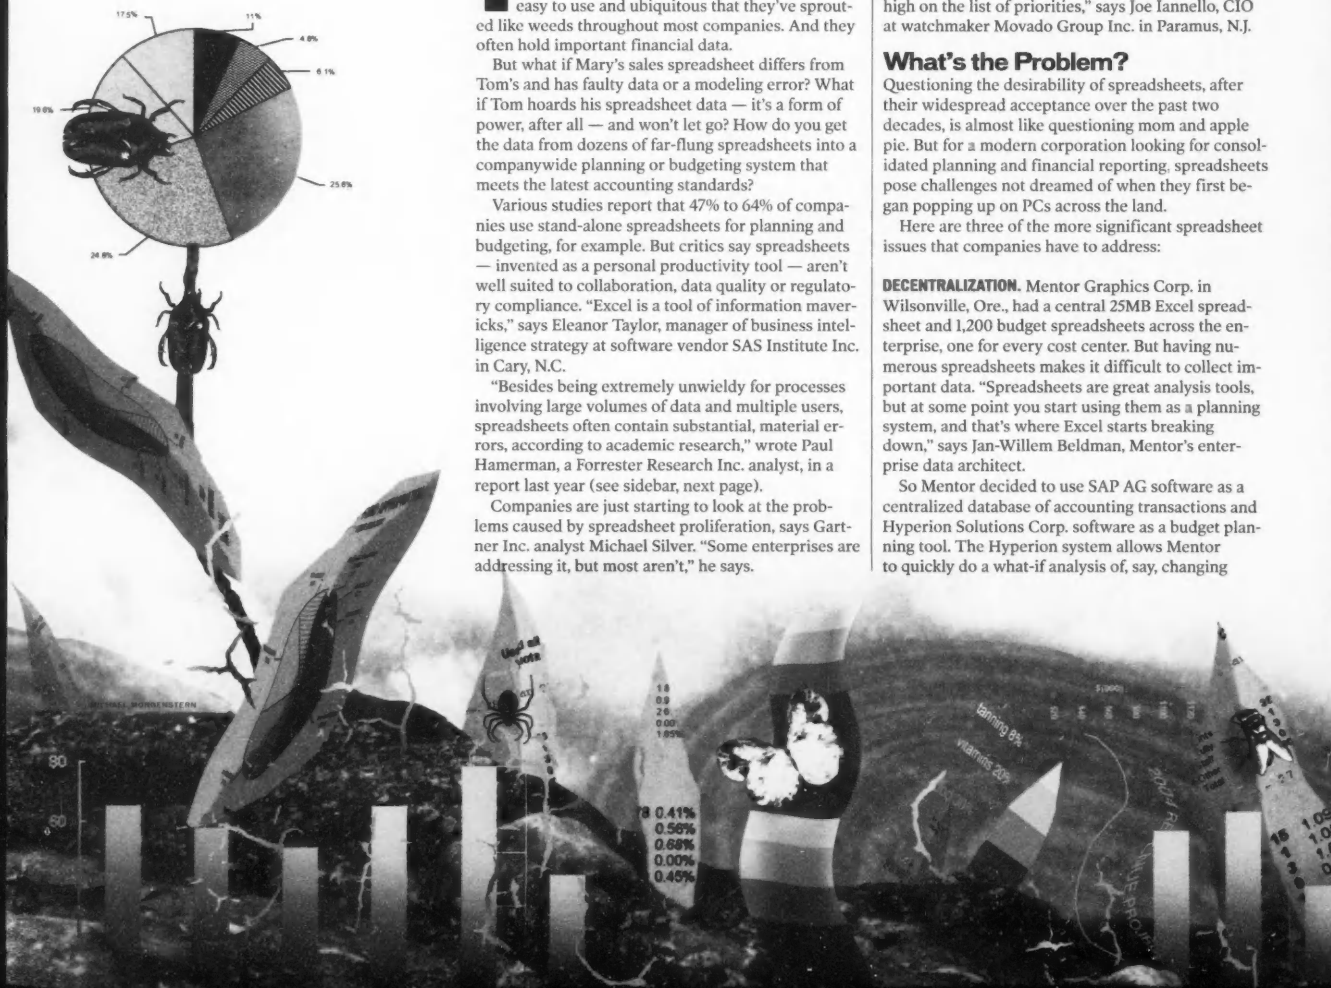 17.5%
11%
4.8%
6.1%
19.6%
25.6%
24.8%
easy to use and ubiquitous that they've sprout-
ed like weeds throughout most companies. And they
often hold important financial data.
But what if Mary's sales spreadsheet differs from
Tom's and has faulty data or a modeling error? What
if Tom hoards his spreadsheet data — it's a form of
power, after all — and won't let go? How do you get
the data from dozens of far-flung spreadsheets into a
companywide planning or budgeting system that
meets the latest accounting standards?
Various studies report that 47% to 64% of compa-
nies use stand-alone spreadsheets for planning and
budgeting, for example. But critics say spreadsheets
— invented as a personal productivity tool — aren't
well suited to collaboration, data quality or regulato-
ry compliance. “Excel is a tool of information maver-
icks,” says Eleanor Taylor, manager of business intel-
ligence strategy at software vendor SAS Institute Inc.
in Cary, N.C.
“Besides being extremely unwieldy for processes
involving large volumes of data and multiple users,
spreadsheets often contain substantial, material er-
rors, according to academic research,” wrote Paul
Hamerman, a Forrester Research Inc. analyst, in a
report last year (see sidebar, next page).
Companies are just starting to look at the prob-
lems caused by spreadsheet proliferation, says Gart-
ner Inc. analyst Michael Silver. “Some enterprises are
addressing it, but most aren't,” he says.
high on the list of priorities,” says Joe Iannello, CIO
at watchmaker Movado Group Inc. in Paramus, N.J.
What's the Problem?
Questioning the desirability of spreadsheets, after
their widespread acceptance over the past two
decades, is almost like questioning mom and apple
pie. But for a modern corporation looking for consol-
idated planning and financial reporting, spreadsheets
pose challenges not dreamed of when they first be-
gan popping up on PCs across the land.
Here are three of the more significant spreadsheet
issues that companies have to address:
DECENTRALIZATION. Mentor Graphics Corp. in
Wilsonville, Ore., had a central 25MB Excel spread-
sheet and 1,200 budget spreadsheets across the en-
terprise, one for every cost center. But having nu-
merous spreadsheets makes it difficult to collect im-
portant data. “Spreadsheets are great analysis tools,
but at some point you start using them as a planning
system, and that's where Excel starts breaking
down,” says Jan-Willem Beldman, Mentor's enter-
prise data architect.
So Mentor decided to use SAP AG software as a
centralized database of accounting transactions and
Hyperion Solutions Corp. software as a budget plan-
ning tool. The Hyperion system allows Mentor
to quickly do a what-if analysis of, say, changing
MICHAEL MORGENSTERN
80
60
18
0.9
26
0.00
1.85%
0.41%
0.56%
0.68%
0.00%
0.45%
$(000)
tanning 8%
vitamins 20%